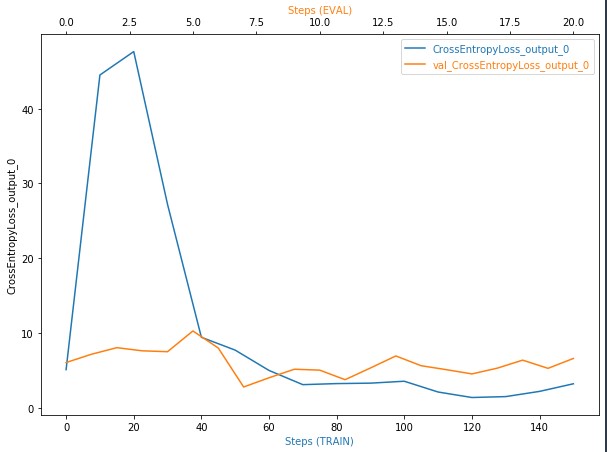 Steps (EVAL)
0.0 2.5 5.0 7.5 10.0 12.5 15.0 17.5 20.0
CrossEntropyLoss_output_0
val_CrossEntropyLoss_output_0
CrossEntropyLoss_output_0
40
30
20
10
0
0 20 40 60 80 100 120 140
Steps (TRAIN)